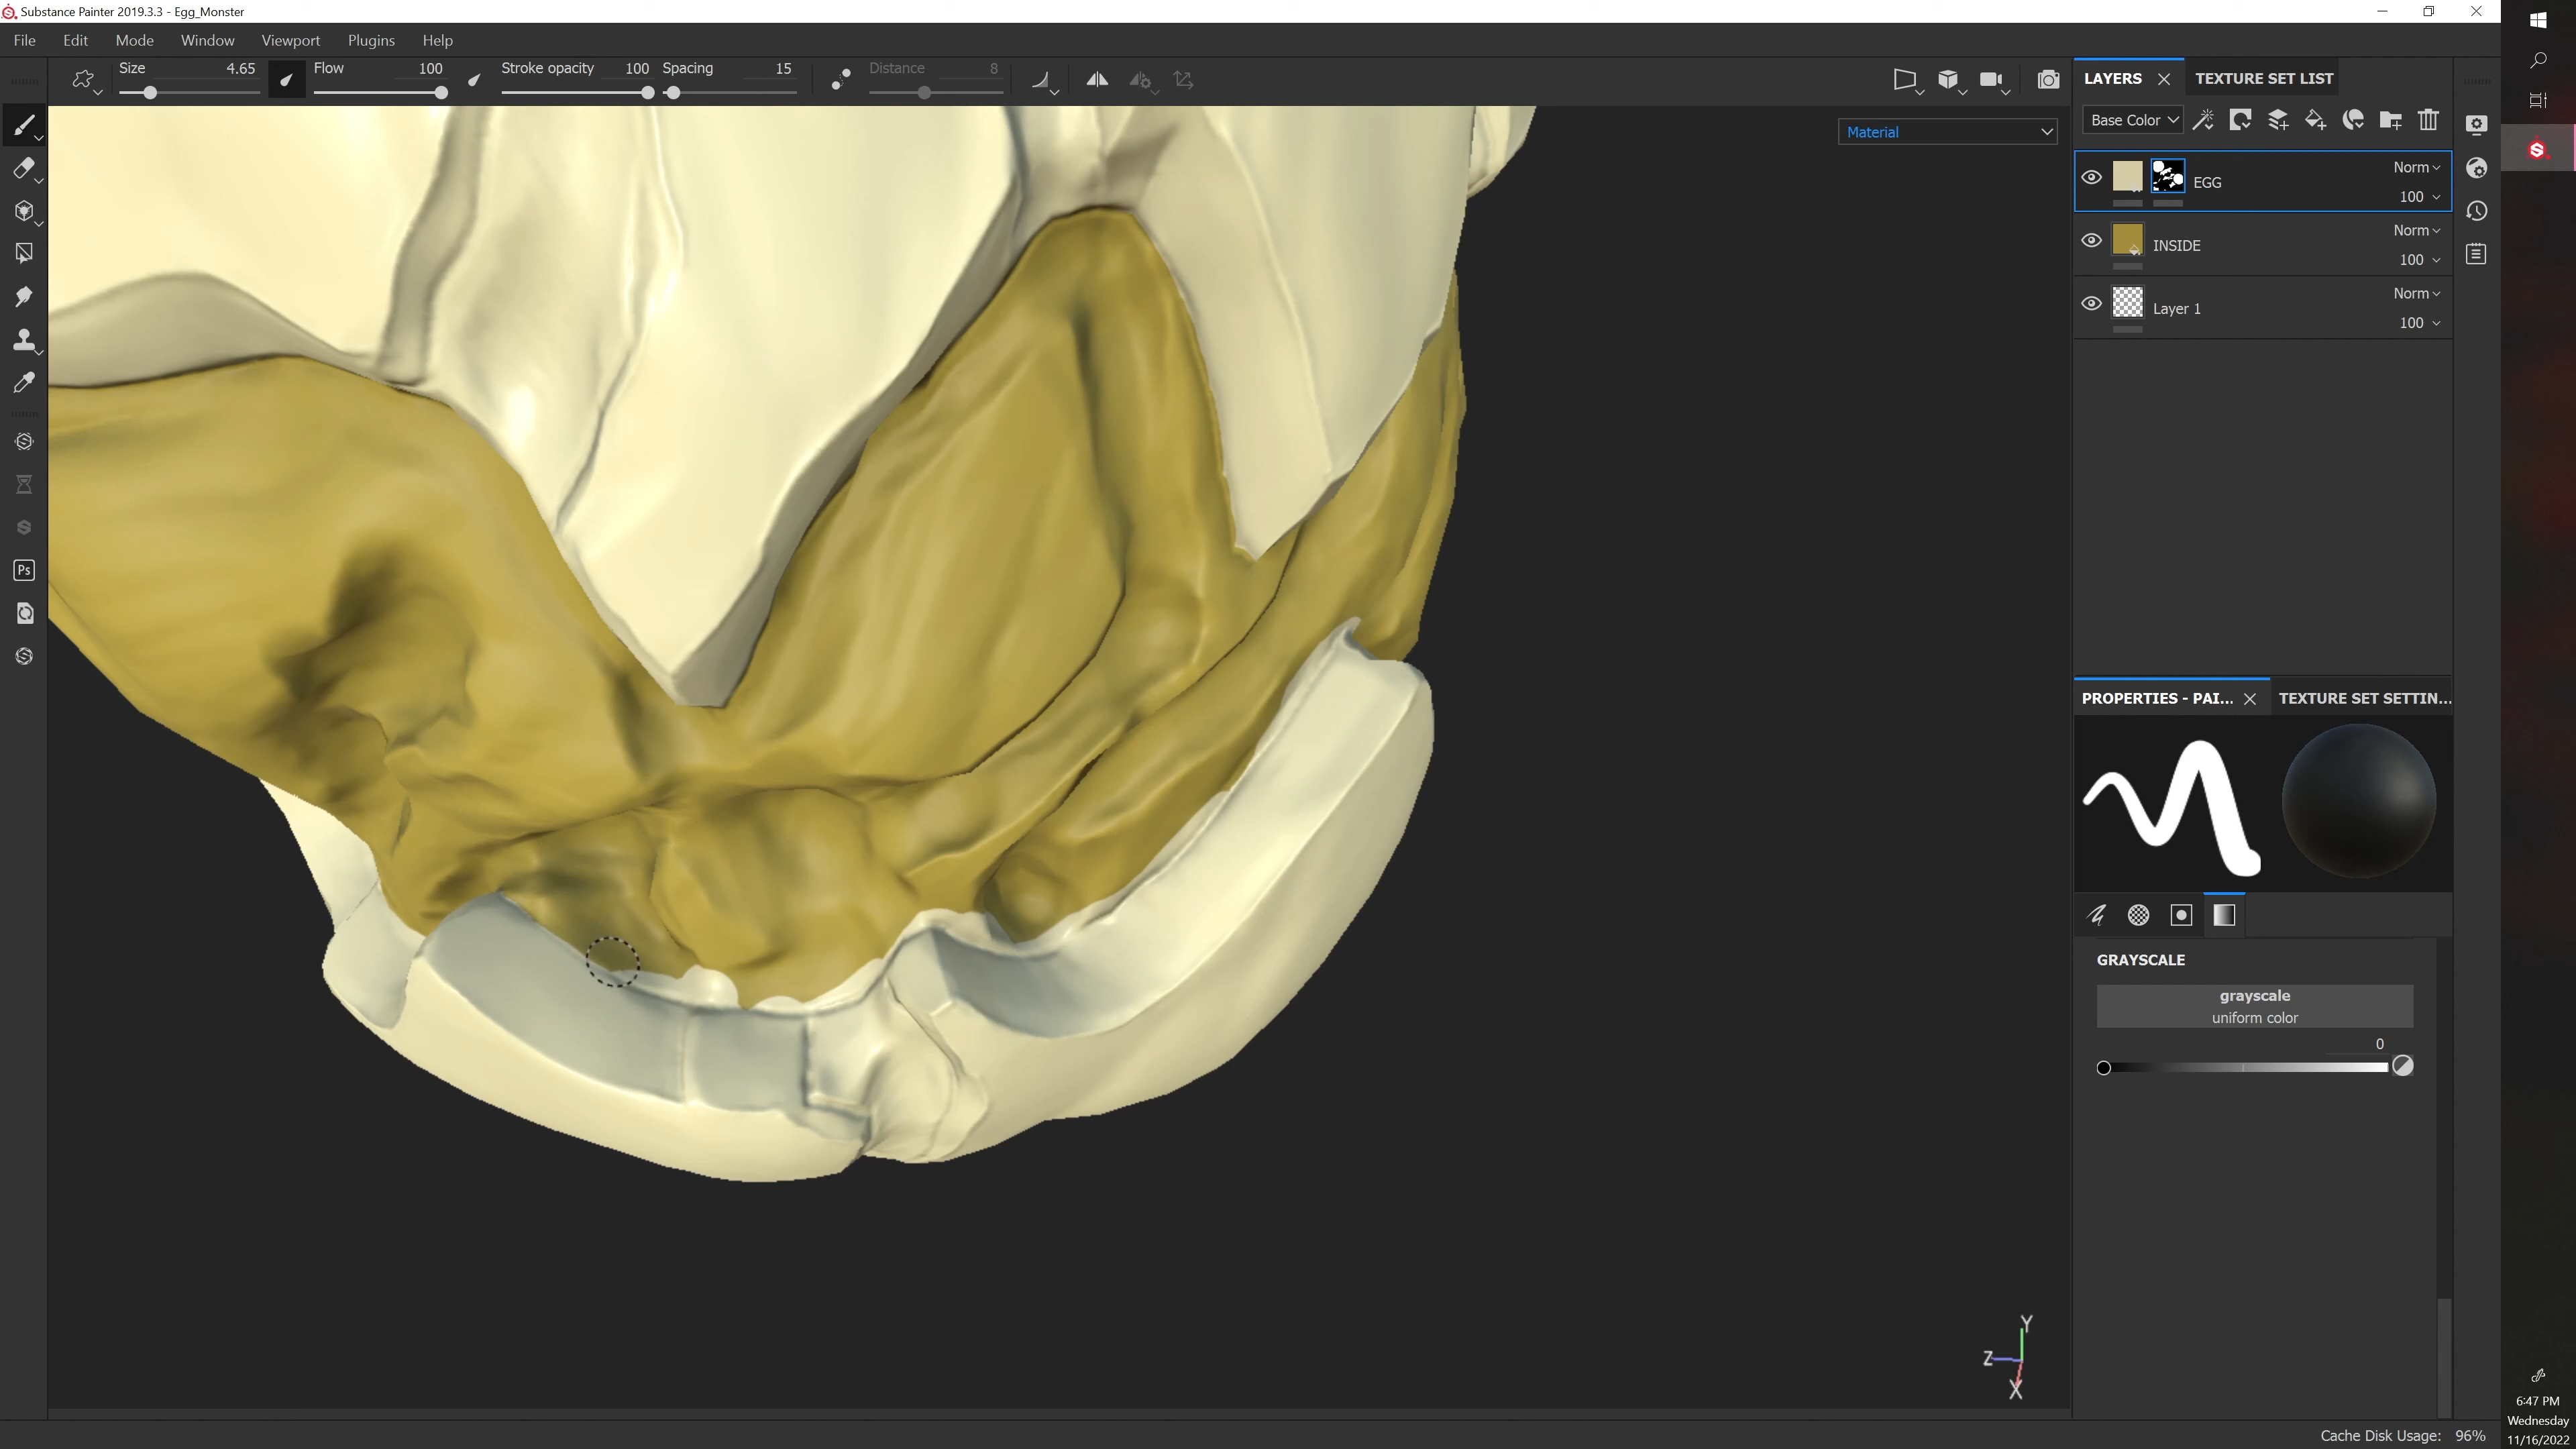 Substance Painter 2019.3.3 - Egg_Monster
File Edit Mode Window Viewport Plugins Help
Size 4.65 Flow 100 Stroke opacity 100 Spacing 15 Distance 8
Material
LAYERS TEXTURE SET LIST
Base Color
EGG Norm 100
INSIDE Norm 100
Layer 1 Norm 100
Ps
PROPERTIES - PAI... TEXTURE SET SETTIN...
GRAYSCALE
grayscale
uniform color
0
Y
Z
X
Cache Disk Usage: 96%
6:47 PM
Wednesday
11/16/2022